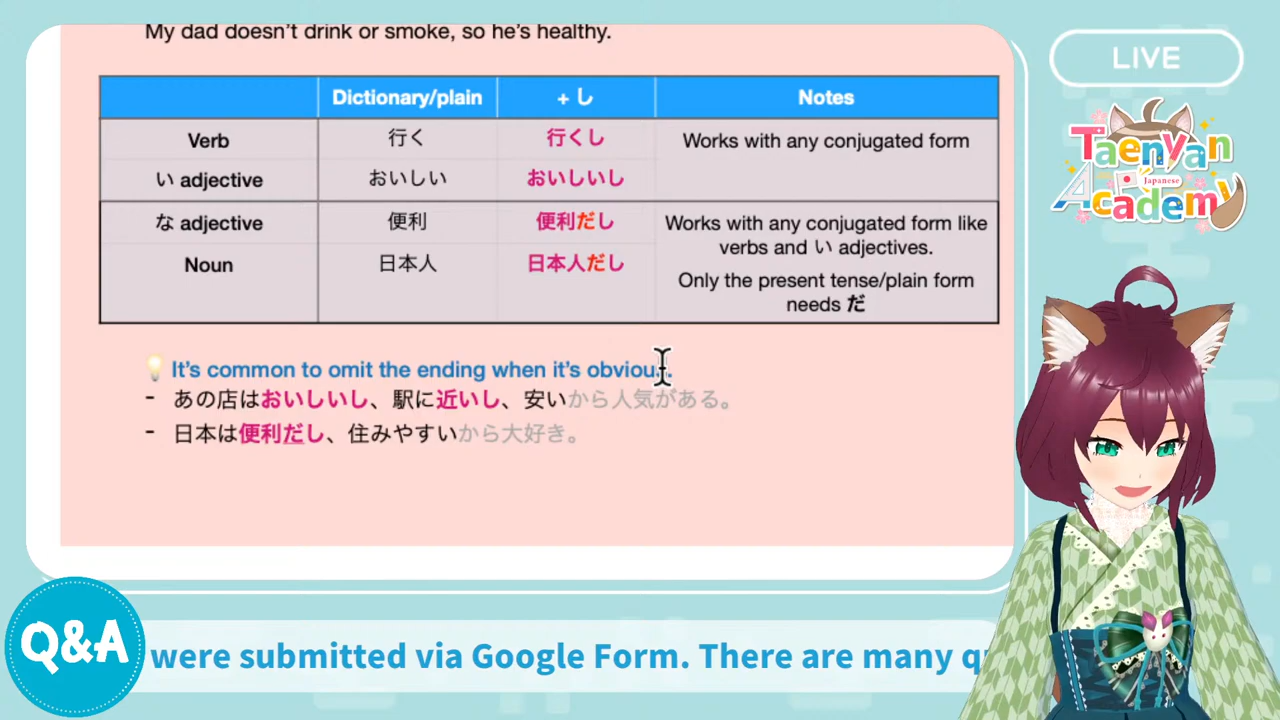 My dad doesn't drink or smoke, so he's healthy.
Dictionary/plain + し Notes
Verb 行く 行くし Works with any conjugated form
い adjective おいしい おいしいし
な adjective 便利 便利だし Works with any conjugated form like
verbs and い adjectives.
Noun 日本人 日本人だし
Only the present tense/plain form
needs だ
💡 It's common to omit the ending when it's obvious.
- あの店はおいしいし、駅に近いし、安いから人気がある。
- 日本は便利だし、住みやすいから大好き。
LIVE
Taenyan
Japanese
Academy
Q&A
were submitted via Google Form. There are many q